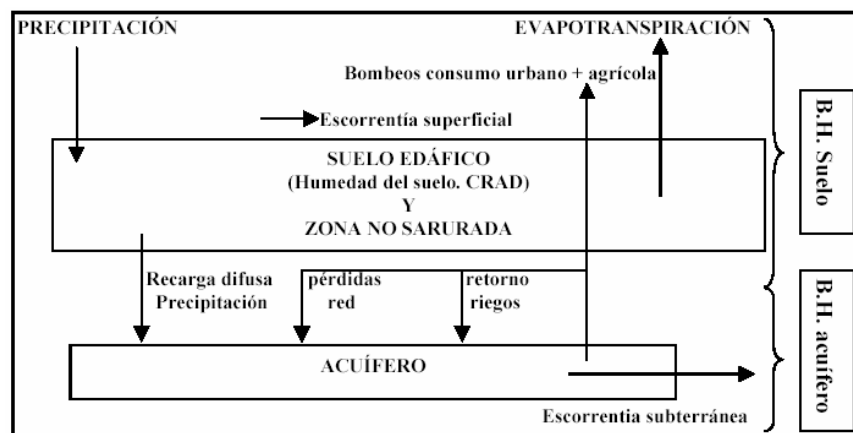 PRECIPITACIÓN
EVAPOTRANSPIRACIÓN
Bombeos consumo urbano + agrícola
Escorrentía superficial
SUELO EDÁFICO
(Humedad del suelo. CRAD)
Y
ZONA NO SARURADA
B.H. Suelo
Recarga difusa
Precipitación
pérdidas
red
retorno
riegos
ACUÍFERO
Escorrentia subterránea
B.H. acuífero